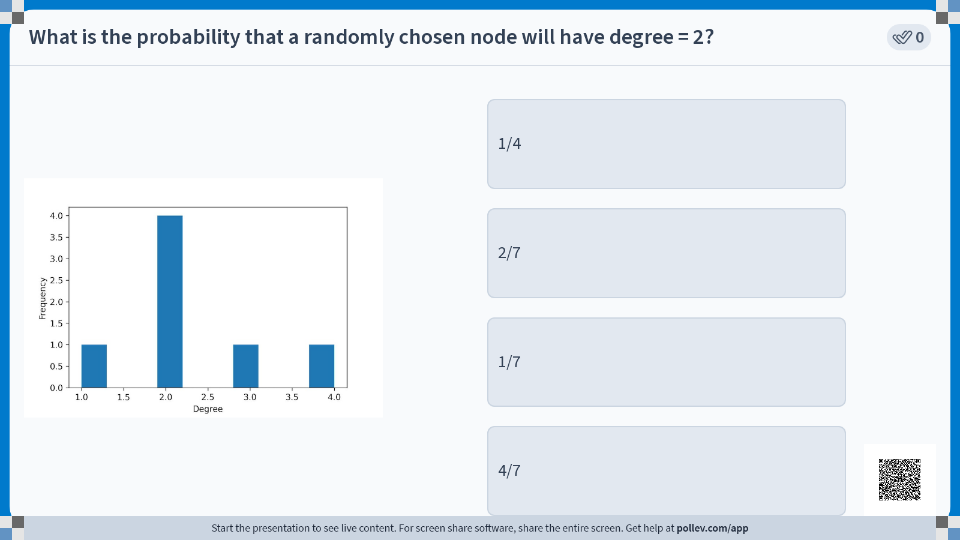 What is the probability that a randomly chosen node will have degree = 2?
0
1/4
2/7
1/7
4/7
4.0
3.5
3.0
2.5
2.0
1.5
1.0
0.5
0.0
Frequency
1.0 1.5 2.0 2.5 3.0 3.5 4.0
Degree
Start the presentation to see live content. For screen share software, share the entire screen. Get help at pollev.com/app